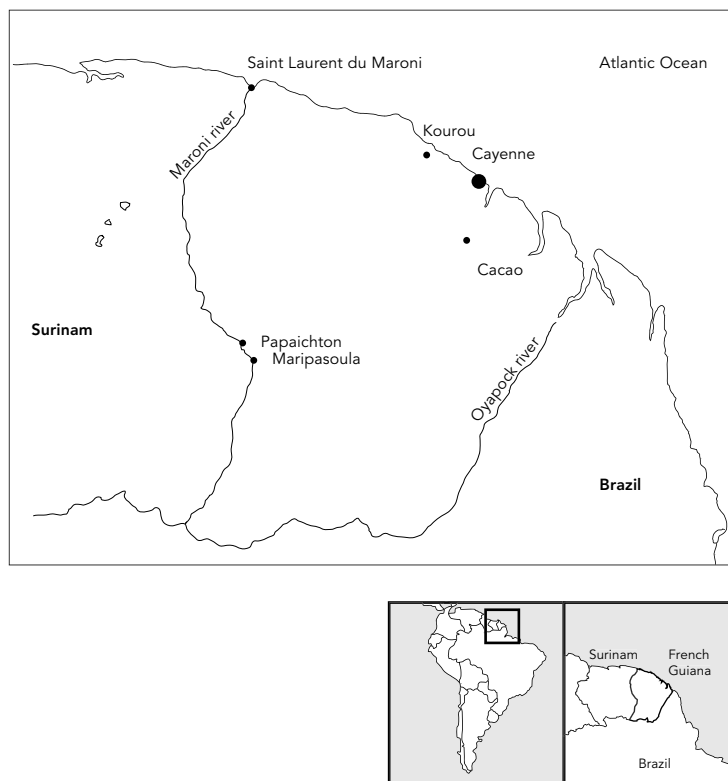 Saint Laurent du Maroni
Atlantic Ocean
Maroni river
Kourou
Cayenne
Cacao
Surinam
Papaichton
Maripasoula
Oyapock river
Brazil
Surinam
French
Guiana
Brazil